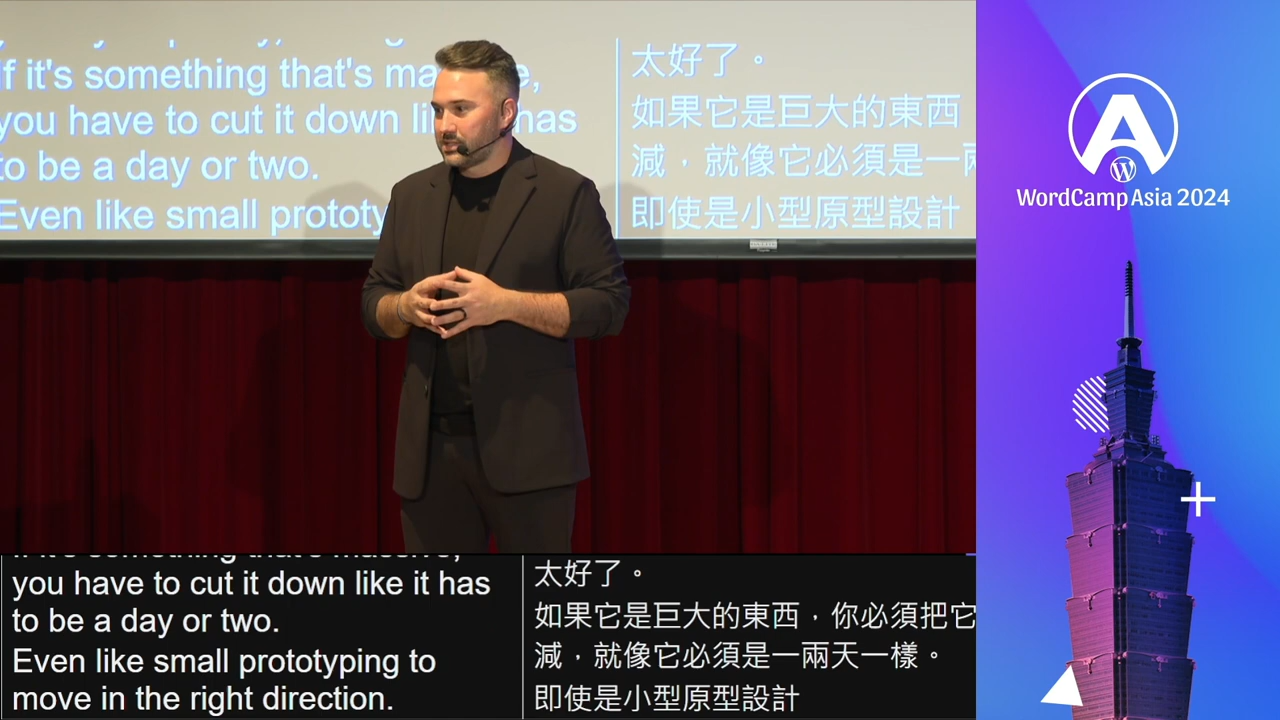 If it's something that's ma e,
you have to cut it down li has
to be a day or two.
Even like small prototy
太好了。
如果它是巨大的東西
減，就像它必須是一兩
即使是小型原型設計
WordCamp Asia 2024
If it's something that's massive,
you have to cut it down like it has
to be a day or two.
Even like small prototyping to
move in the right direction.
太好了。
如果它是巨大的東西，你必須把它
減，就像它必須是一兩天一樣。
即使是小型原型設計